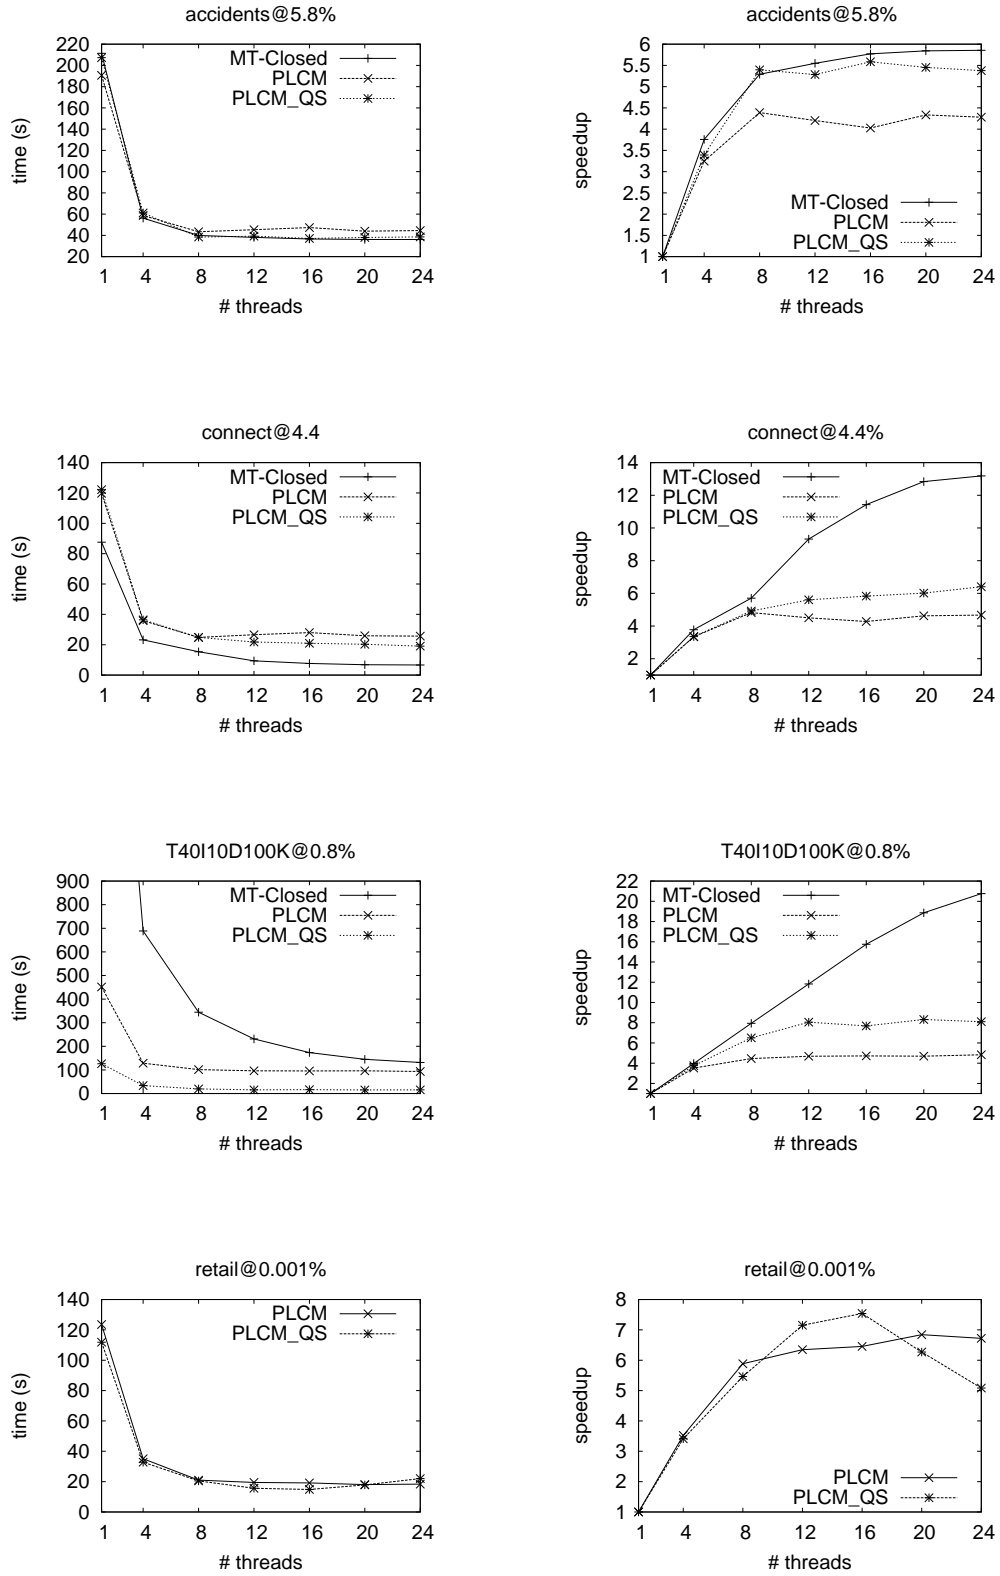 accidents@5.8%
220
200
180
160
140
120
100
80
60
40
20
time (s)
MT-Closed
PLCM
PLCM_QS
1 4 8 12 16 20 24
# threads
accidents@5.8%
6
5.5
5
4.5
4
3.5
3
2.5
2
1.5
1
speedup
MT-Closed
PLCM
PLCM_QS
1 4 8 12 16 20 24
# threads
connect@4.4
140
120
100
80
60
40
20
0
time (s)
MT-Closed
PLCM
PLCM_QS
1 4 8 12 16 20 24
# threads
connect@4.4%
14
12
10
8
6
4
2
speedup
MT-Closed
PLCM
PLCM_QS
1 4 8 12 16 20 24
# threads
T40I10D100K@0.8%
900
800
700
600
500
400
300
200
100
0
time (s)
MT-Closed
PLCM
PLCM_QS
1 4 8 12 16 20 24
# threads
T40I10D100K@0.8%
22
20
18
16
14
12
10
8
6
4
2
speedup
MT-Closed
PLCM
PLCM_QS
1 4 8 12 16 20 24
# threads
retail@0.001%
140
120
100
80
60
40
20
0
time (s)
PLCM
PLCM_QS
1 4 8 12 16 20 24
# threads
retail@0.001%
8
7
6
5
4
3
2
1
speedup
PLCM
PLCM_QS
1 4 8 12 16 20 24
# threads